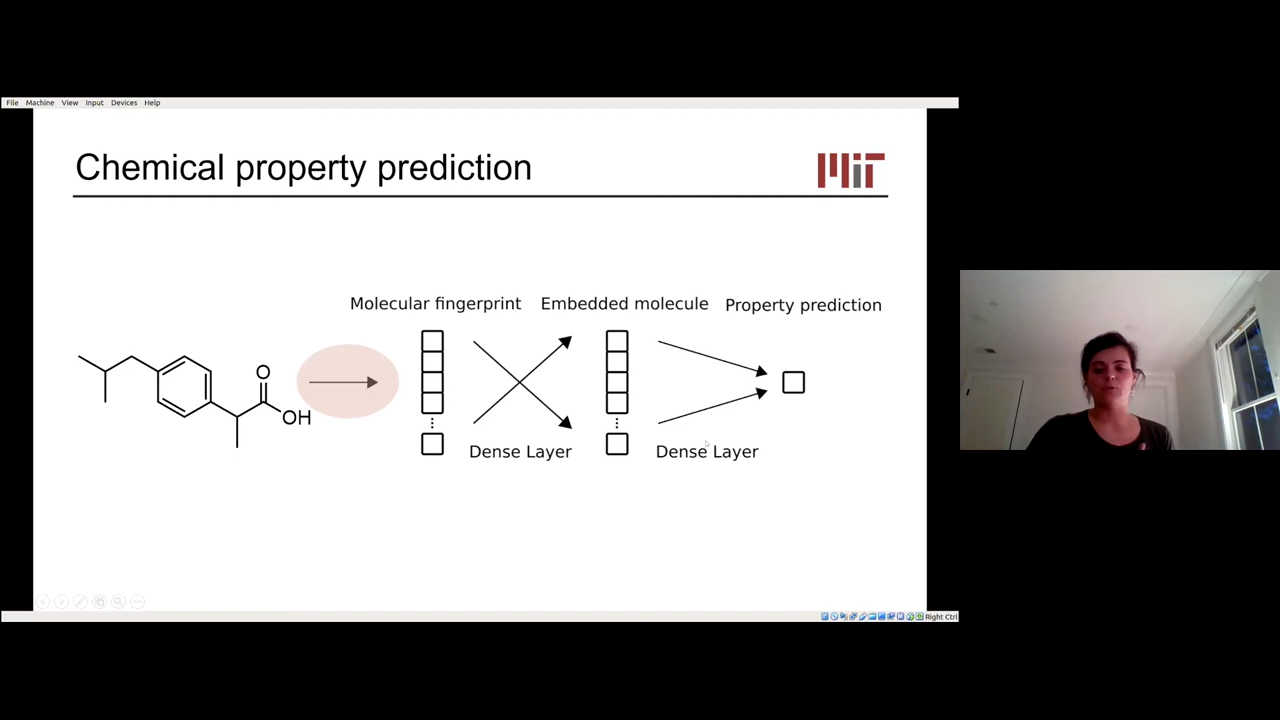 File Machine View Input Devices Help
Chemical property prediction
MIT
Molecular fingerprint Embedded molecule Property prediction
O
OH
Dense Layer Dense Layer
Right Ctrl